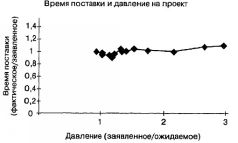 Время поставки и давление на проект
Время поставки
(фактическое/заявленное)
1,4
1,2
1
0,8
0,6
0,4
0,2
0
1
2
3
Давление (заявленное/ожидаемое)